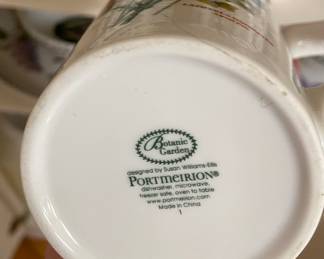 Botanic
Garden
designed by Susan Williams-Ellis
PORTMEIRION®
dishwasher, microwave,
freezer safe, oven to table
www.portmeirion.com
Made in China
1